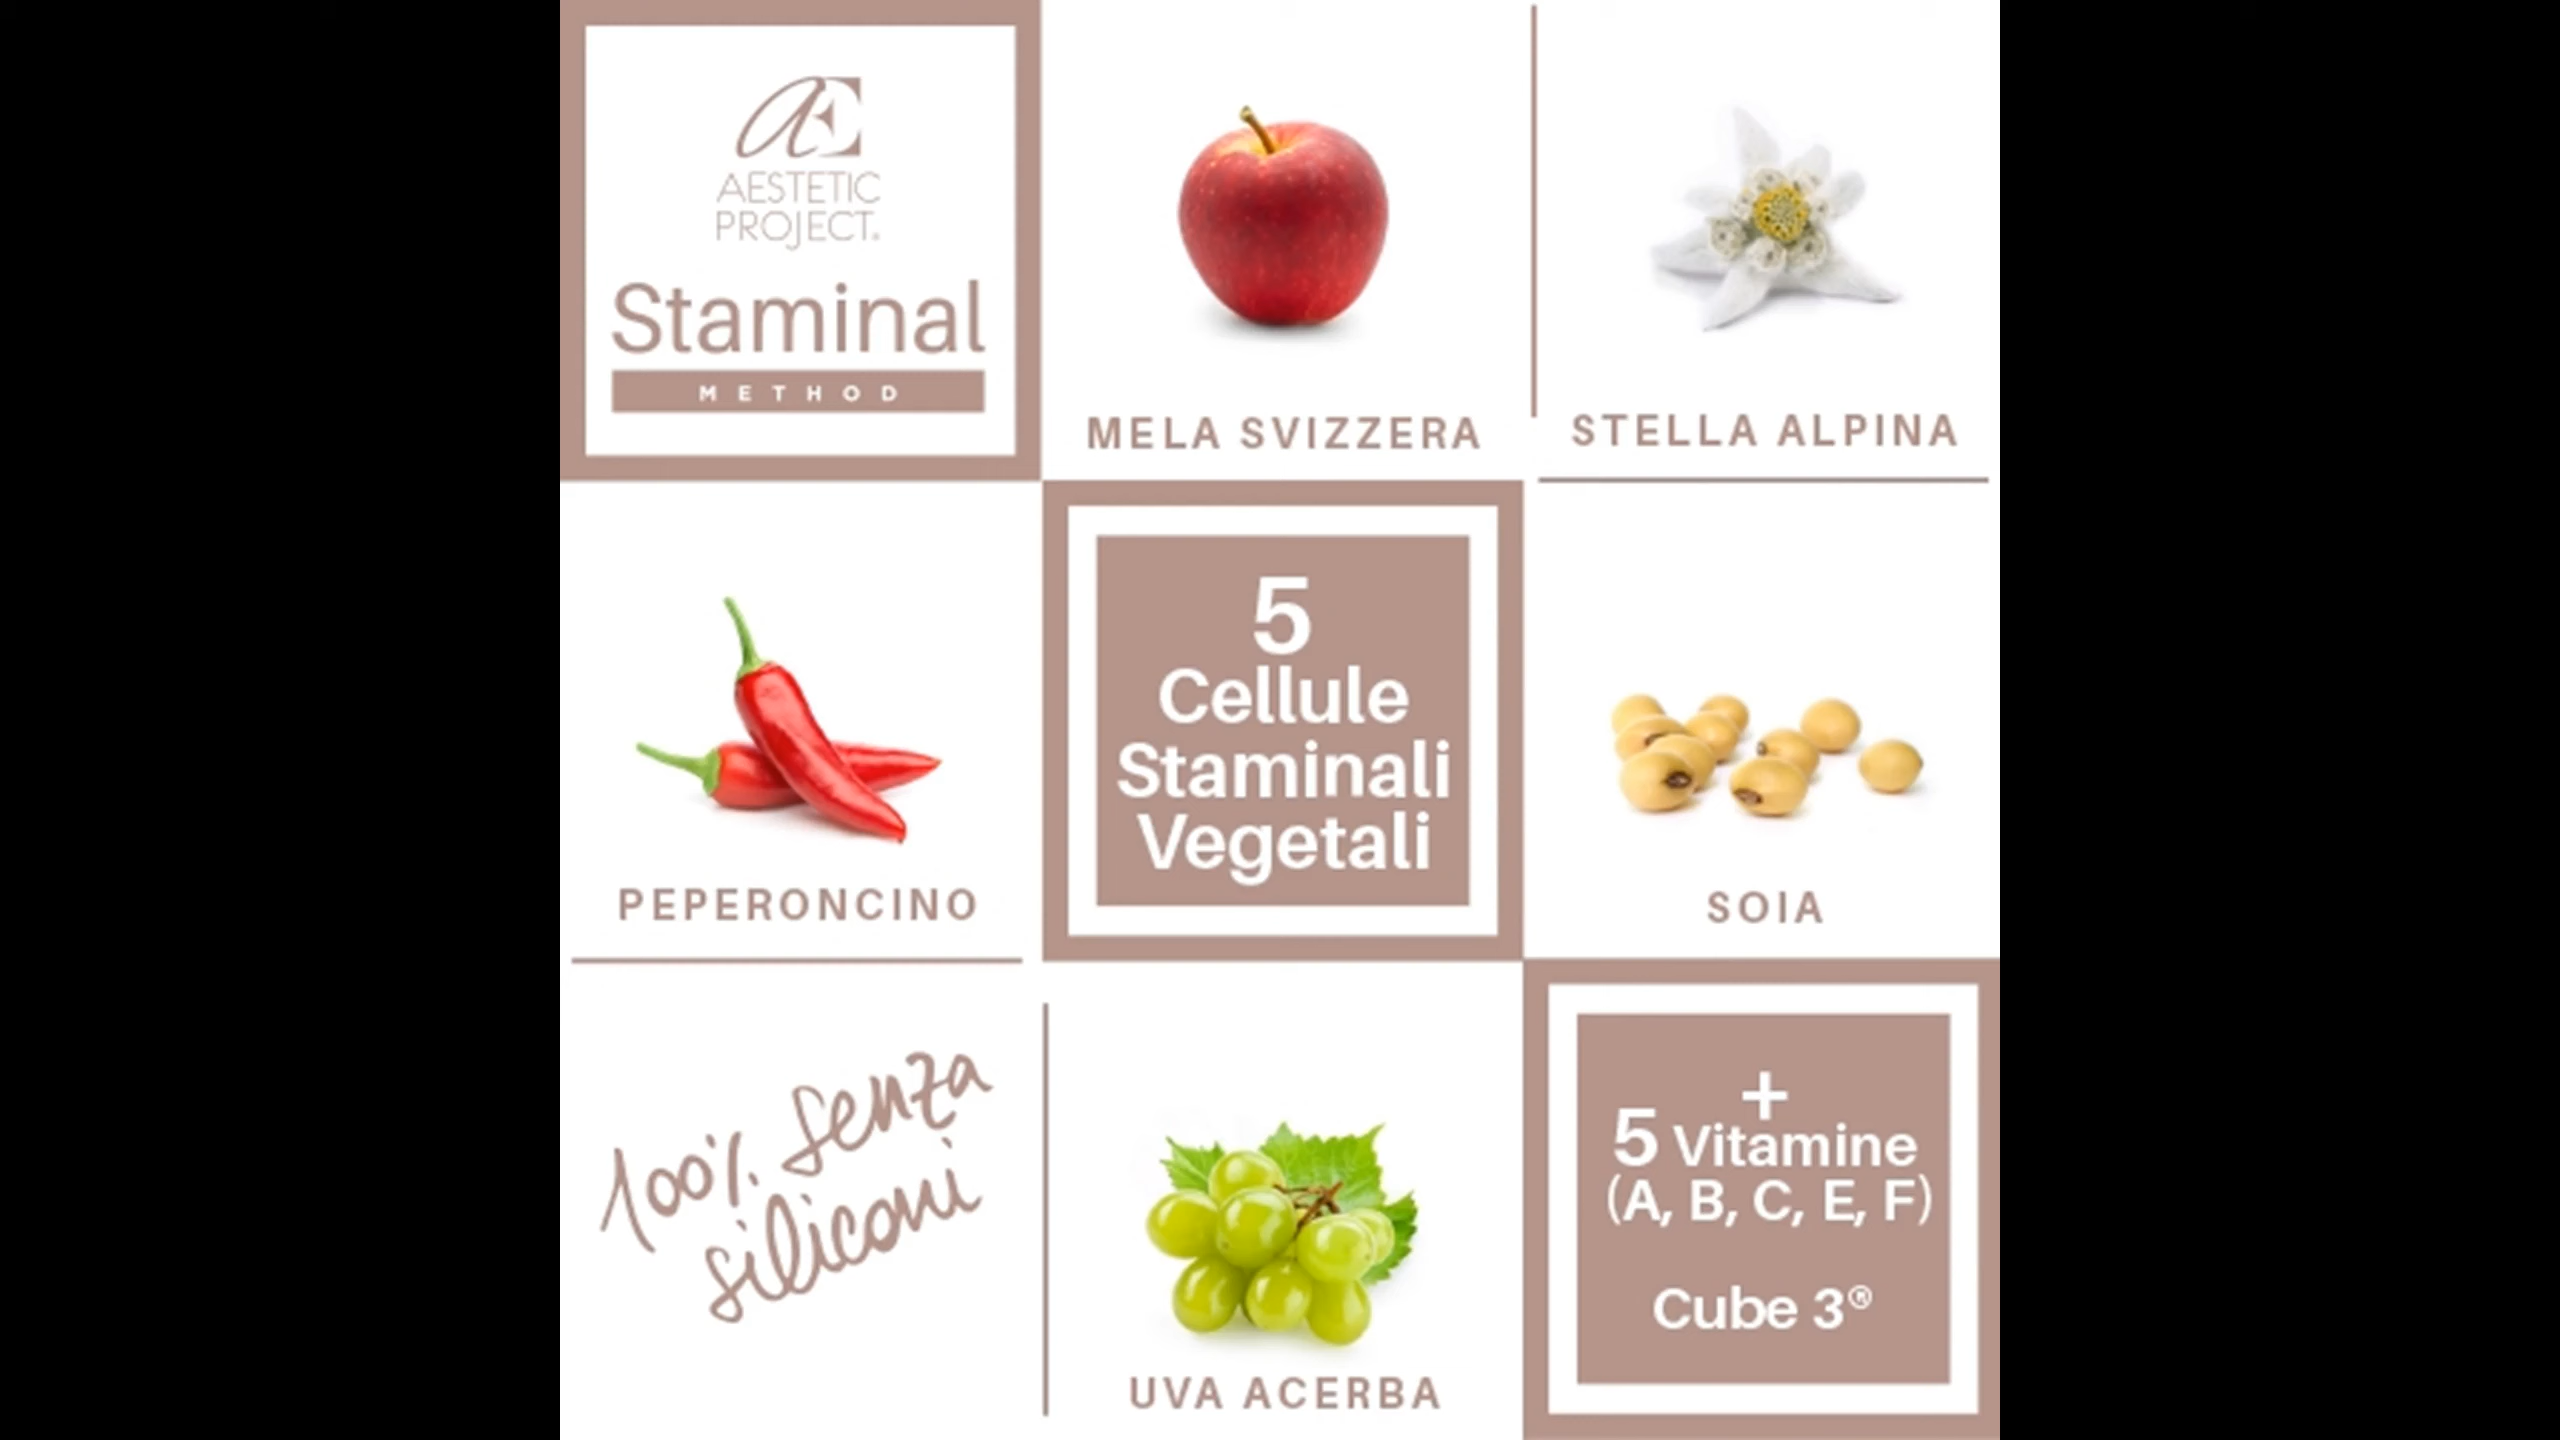 AE
AESTETIC
PROJECT®
Staminal
METHOD
MELA SVIZZERA
STELLA ALPINA
PEPERONCINO
5
Cellule
Staminali
Vegetali
SOIA
100% senza
siliconi
UVA ACERBA
+
5 Vitamine
(A, B, C, E, F)
Cube 3®